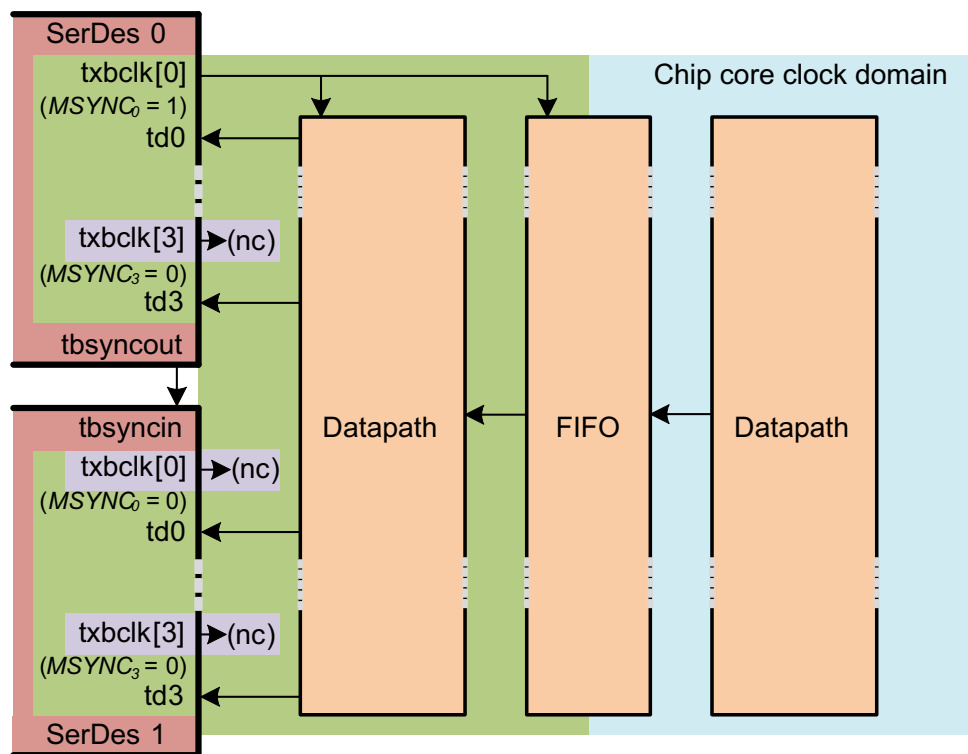 SerDes 0
txbclk[0]
(MSYNC0 = 1)
td0
txbclk[3]
(nc)
(MSYNC3 = 0)
td3
tbsyncout
tbsyncin
txbclk[0]
(nc)
(MSYNC0 = 0)
td0
txbclk[3]
(nc)
(MSYNC3 = 0)
td3
SerDes 1
Datapath
FIFO
Chip core clock domain
Datapath